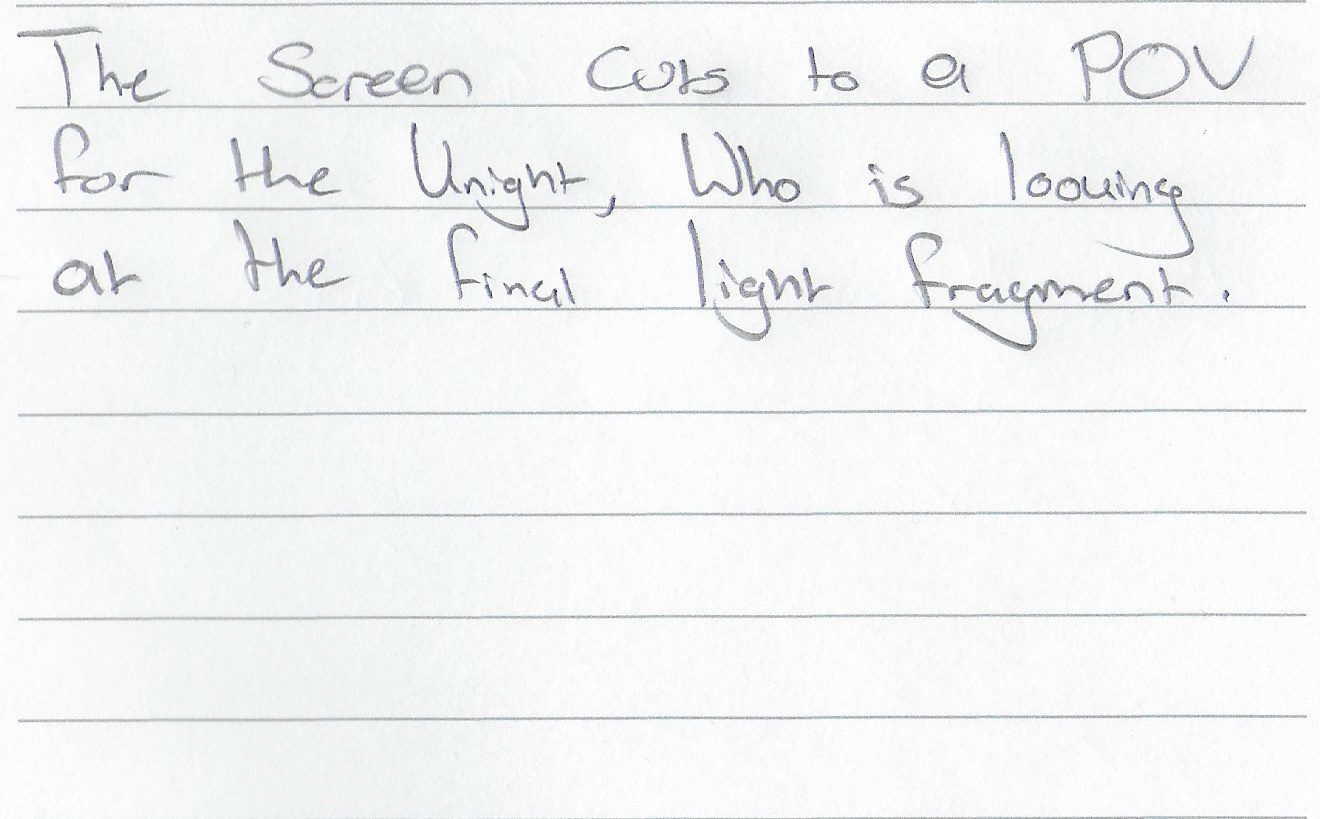 The Screen cuts to a POV
for the Knight, Who is looking
at the final light fragment.